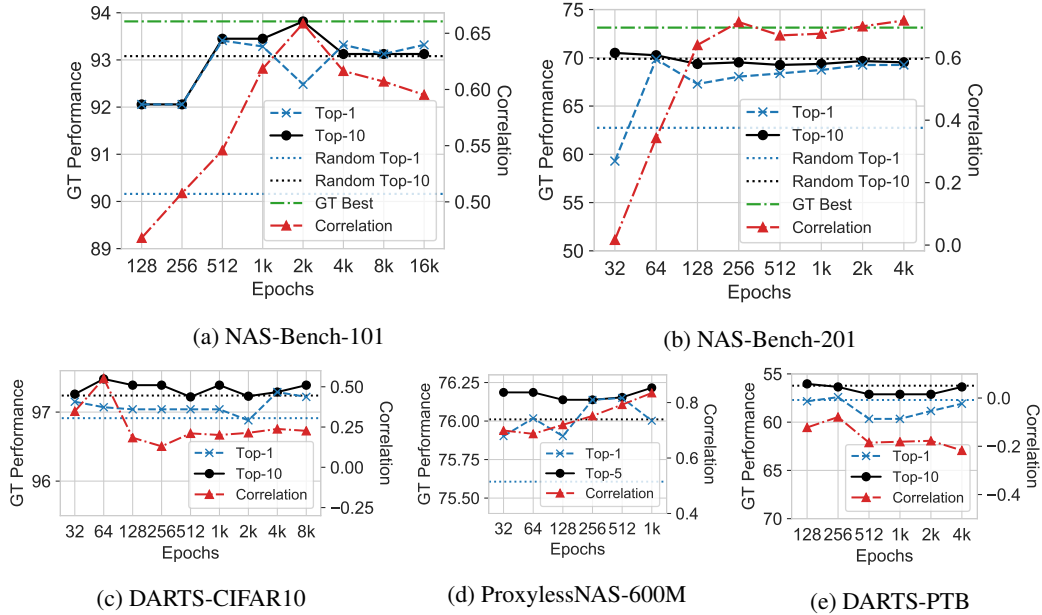 94
93
92
91
90
89
GT Performance
0.65
0.60
0.55
0.50
Correlation
Top-1
Top-10
Random Top-1
Random Top-10
GT Best
Correlation
128 256 512 1k 2k 4k 8k 16k
Epochs
(a) NAS-Bench-101
75
70
65
60
55
50
GT Performance
0.6
0.4
0.2
0.0
Correlation
Top-1
Top-10
Random Top-1
Random Top-10
GT Best
Correlation
32 64 128 256 512 1k 2k 4k
Epochs
(b) NAS-Bench-201
97
96
GT Performance
0.50
0.25
0.00
−0.25
Correlation
Top-1
Top-10
Correlation
32 64 128 256 512 1k 2k 4k 8k
Epochs
(c) DARTS-CIFAR10
76.25
76.00
75.75
75.50
GT Performance
0.8
0.6
0.4
Correlation
Top-1
Top-5
Correlation
32 64 128 256 512 1k
Epochs
(d) ProxylessNAS-600M
55
60
65
70
GT Performance
0.0
−0.2
−0.4
Correlation
Top-1
Top-10
Correlation
128 256 512 1k 2k 4k
Epochs
(e) DARTS-PTB